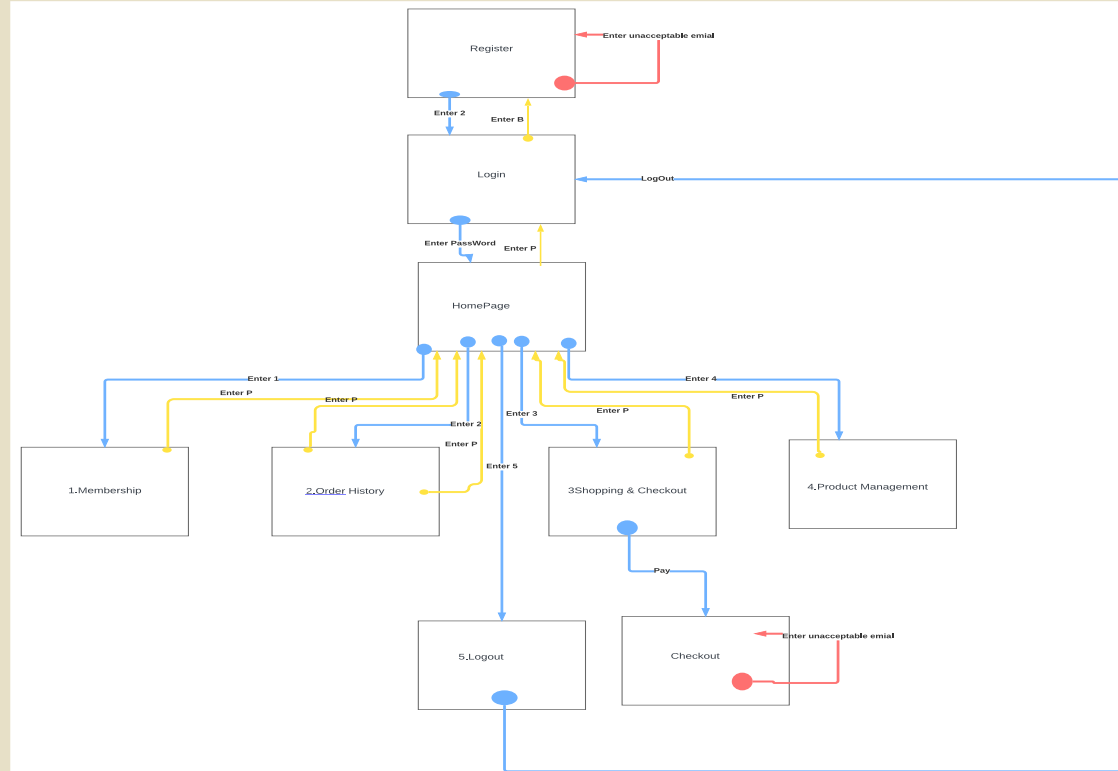 Register
Enter unacceptable emial
Enter 2
Enter B
Login
LogOut
Enter PassWord
Enter P
HomePage
Enter 1
Enter 4
Enter P
Enter P
Enter P
Enter P
Enter 3
Enter 2
Enter P
Enter 5
1.Membership
2.Order History
3Shopping & Checkout
4.Product Management
Pay
Enter unacceptable emial
5.Logout
Checkout